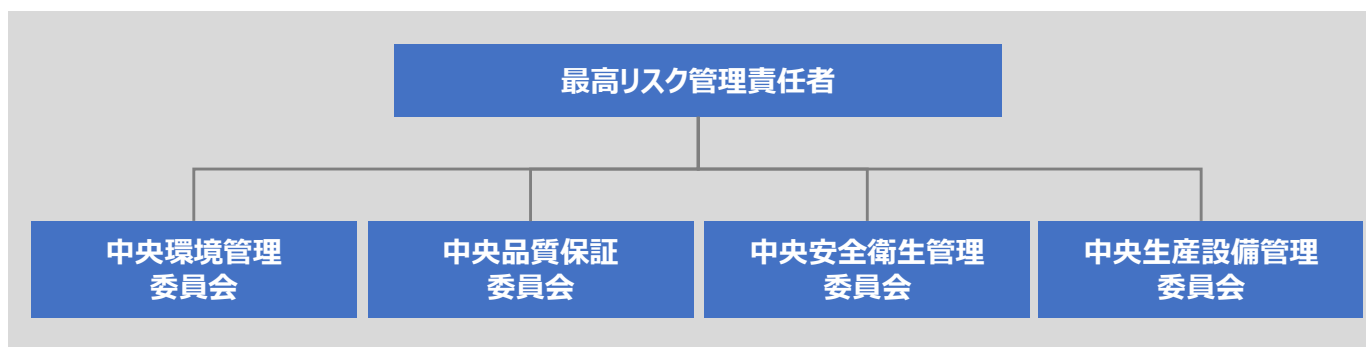 最高リスク管理責任者
中央環境管理
委員会
中央品質保証
委員会
中央安全衛生管理
委員会
中央生産設備管理
委員会